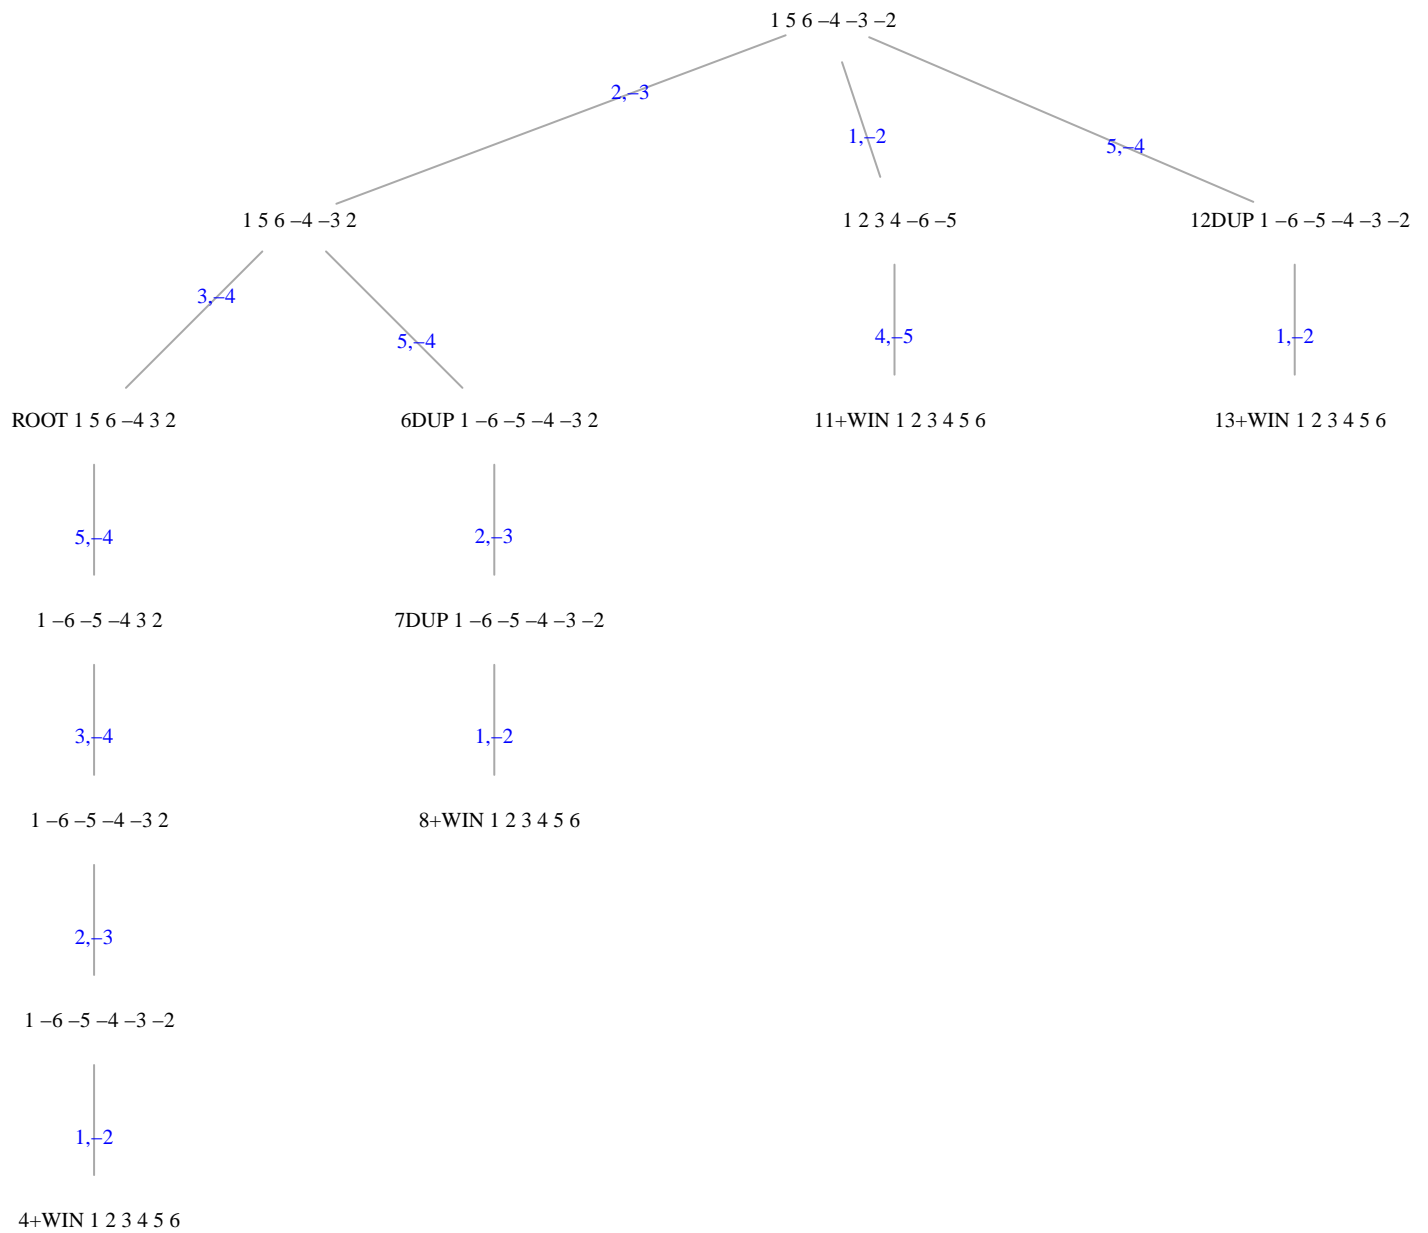 1 5 6 –4 –3 –2
2,–3
1,–2
5,–4
1 5 6 –4 –3 2
1 2 3 4 –6 –5
12DUP 1 –6 –5 –4 –3 –2
3,–4
5,–4
4,–5
1,–2
ROOT 1 5 6 –4 3 2
6DUP 1 –6 –5 –4 –3 2
11+WIN 1 2 3 4 5 6
13+WIN 1 2 3 4 5 6
5,–4
2,–3
1 –6 –5 –4 3 2
7DUP 1 –6 –5 –4 –3 –2
3,–4
1,–2
1 –6 –5 –4 –3 2
8+WIN 1 2 3 4 5 6
2,–3
1 –6 –5 –4 –3 –2
1,–2
4+WIN 1 2 3 4 5 6